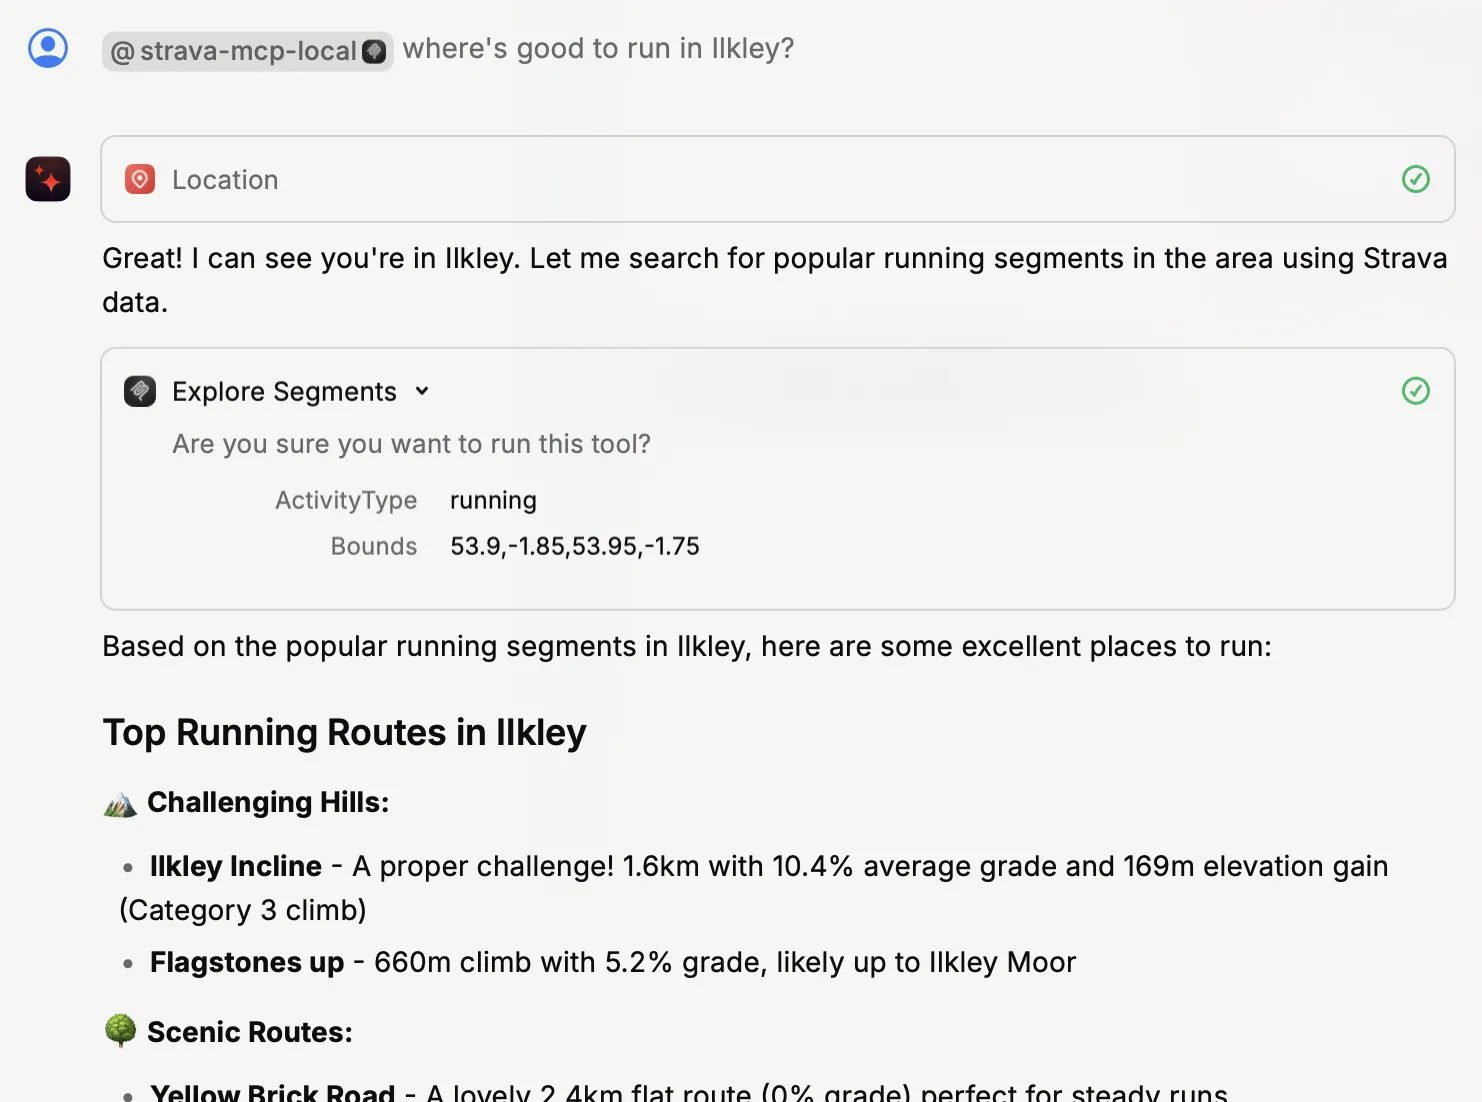 @strava-mcp-local where's good to run in Ilkley?
Location
Great! I can see you're in Ilkley. Let me search for popular running segments in the area using Strava
data.
Explore Segments
Are you sure you want to run this tool?
ActivityType running
Bounds 53.9,-1.85,53.95,-1.75
Based on the popular running segments in Ilkley, here are some excellent places to run:
Top Running Routes in Ilkley
Challenging Hills:
• Ilkley Incline - A proper challenge! 1.6km with 10.4% average grade and 169m elevation gain
(Category 3 climb)
• Flagstones up - 660m climb with 5.2% grade, likely up to Ilkley Moor
Scenic Routes:
• Yellow Brick Road - A lovely 2.4km flat route (0% grade) perfect for steady runs